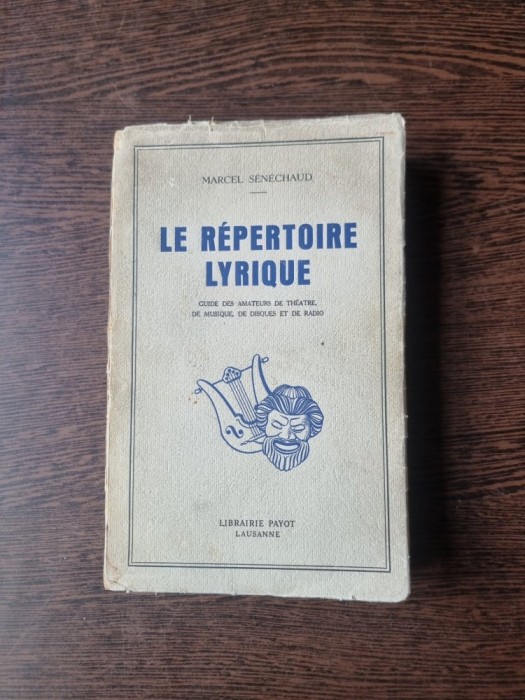 MARCEL SÉNÉCHAUD
LE RÉPERTOIRE
LYRIQUE
GUIDE DES AMATEURS DE THÉATRE,
DE MUSIQUE, DE DISQUES ET DE RADIO
LIBRAIRIE PAYOT
LAUSANNE